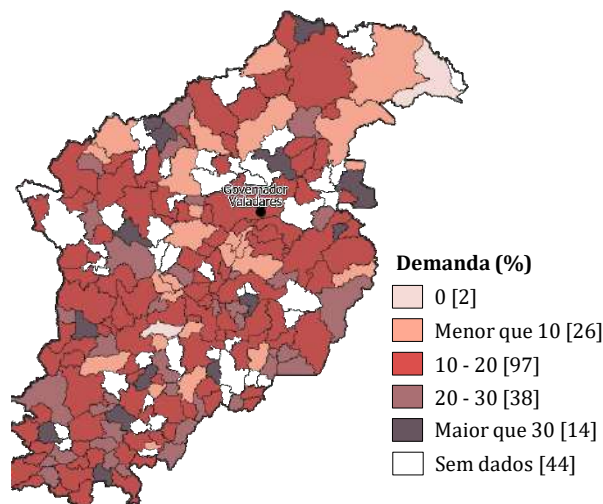 Governador
Valadares
Demanda (%)
0 [2]
Menor que 10 [26]
10 - 20 [97]
20 - 30 [38]
Maior que 30 [14]
Sem dados [44]